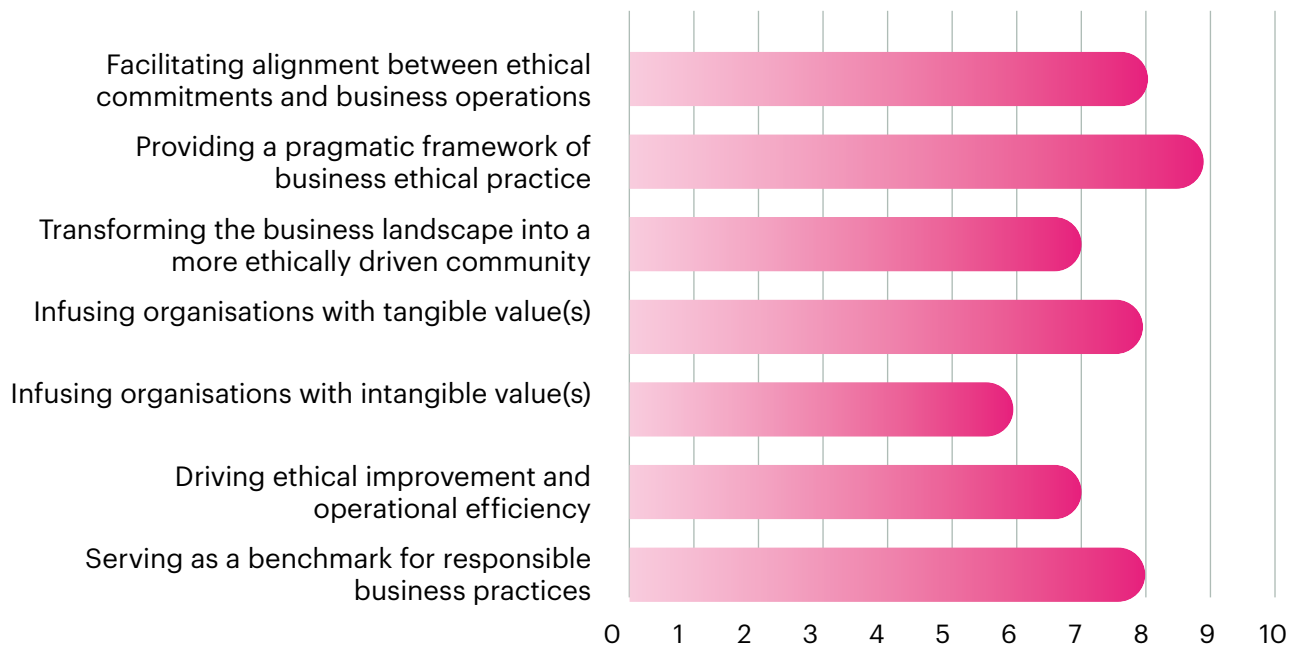 Facilitating alignment between ethical
commitments and business operations
Providing a pragmatic framework of
business ethical practice
Transforming the business landscape into a
more ethically driven community
Infusing organisations with tangible value(s)
Infusing organisations with intangible value(s)
Driving ethical improvement and
operational efficiency
Serving as a benchmark for responsible
business practices
0 1 2 3 4 5 6 7 8 9 10